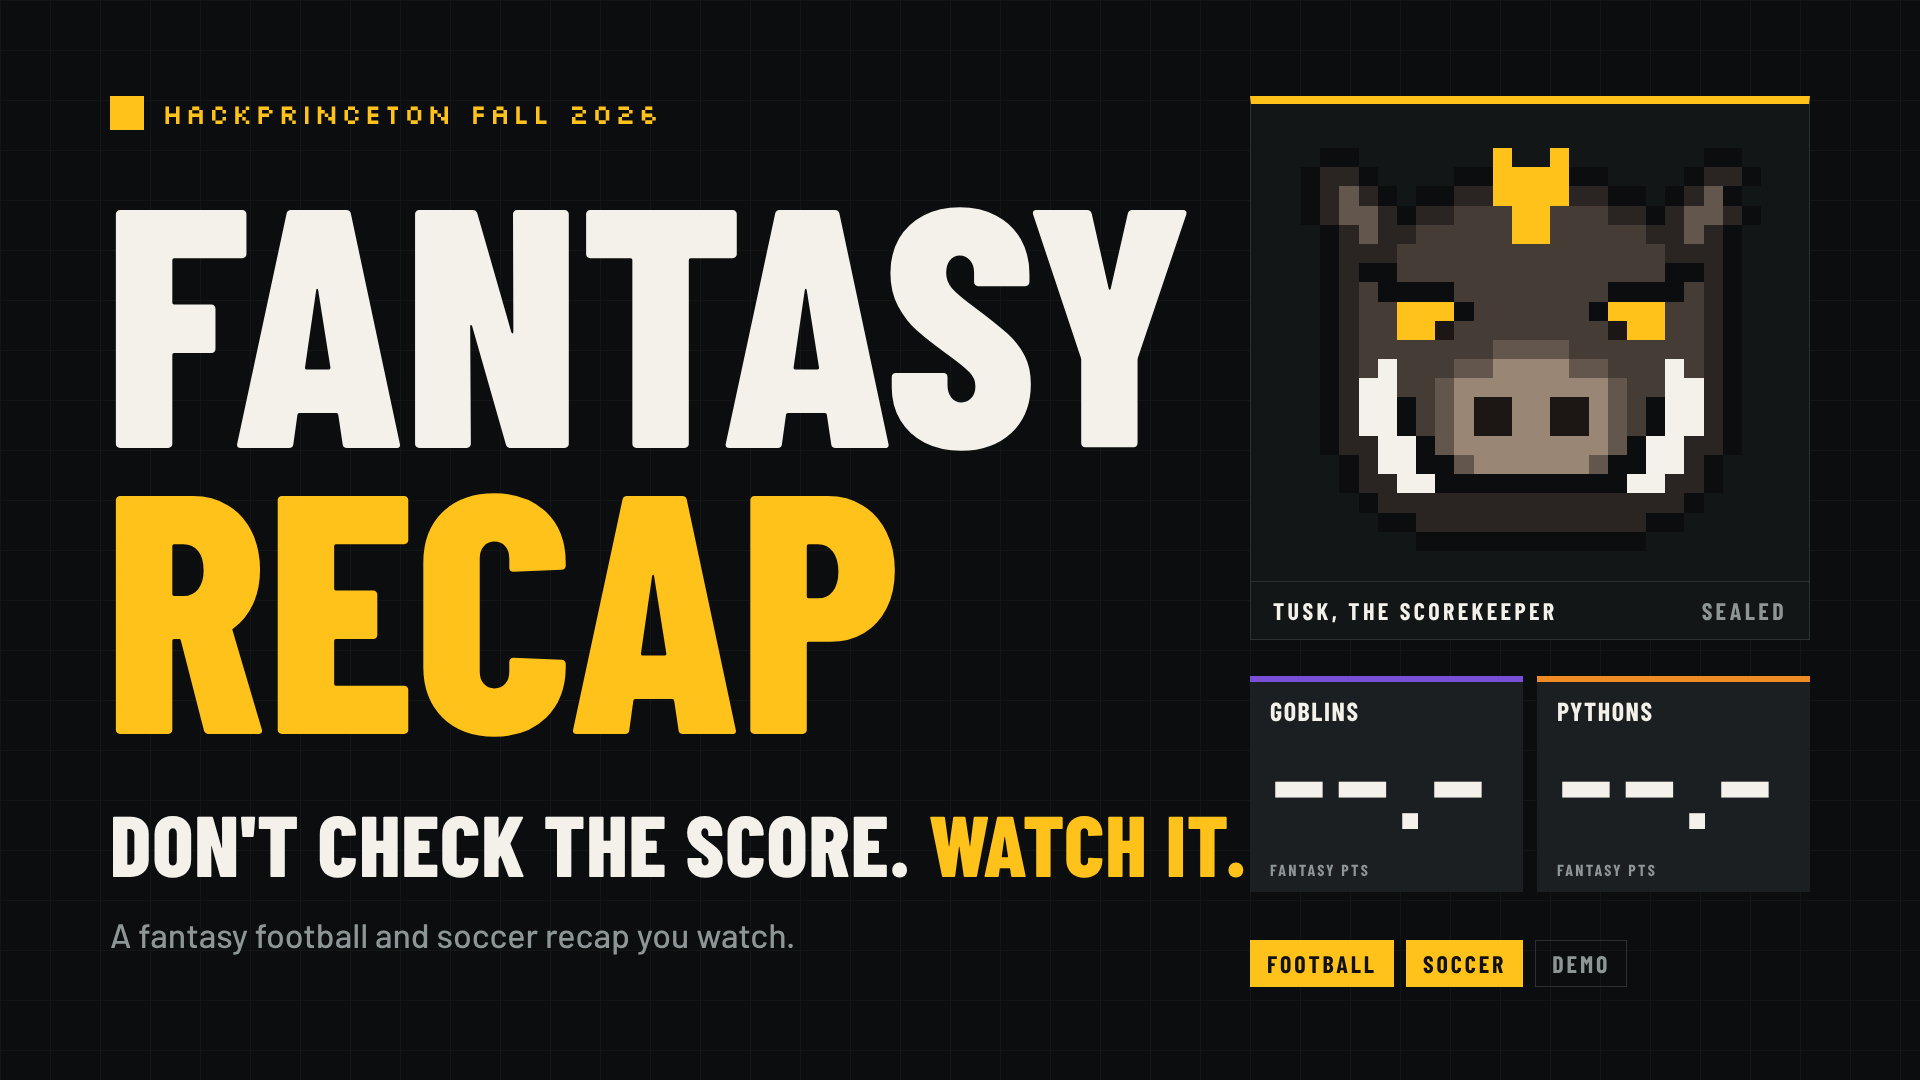 HACKPRINCETON FALL 2026
FANTASY
RECAP
DON'T CHECK THE SCORE. WATCH IT.
A fantasy football and soccer recap you watch.
TUSK, THE SCOREKEEPER SEALED
GOBLINS
--.-
FANTASY PTS
PYTHONS
--.-
FANTASY PTS
FOOTBALL SOCCER DEMO